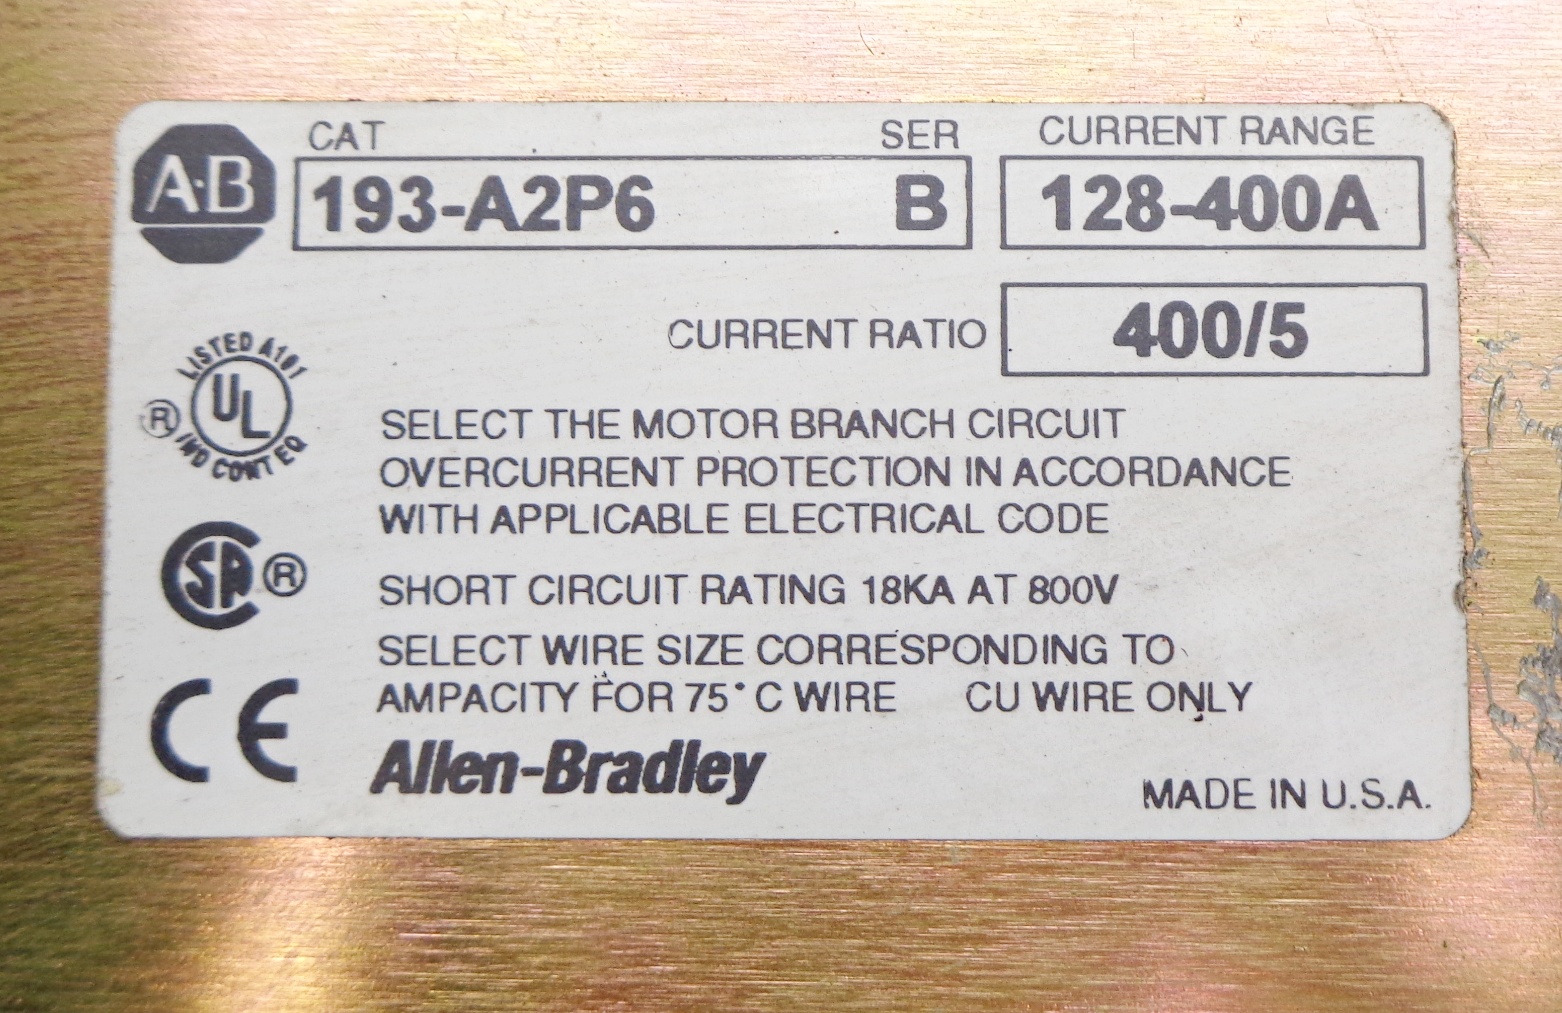 A-B
CAT SER CURRENT RANGE
193-A2P6 B 128-400A
CURRENT RATIO 400/5
LISTED A101
UL
®
IND CONT EQ
SELECT THE MOTOR BRANCH CIRCUIT
OVERCURRENT PROTECTION IN ACCORDANCE
WITH APPLICABLE ELECTRICAL CODE
SA ®
SHORT CIRCUIT RATING 18KA AT 800V
SELECT WIRE SIZE CORRESPONDING TO
AMPACITY FOR 75°C WIRE CU WIRE ONLY
CE
Allen-Bradley
MADE IN U.S.A.